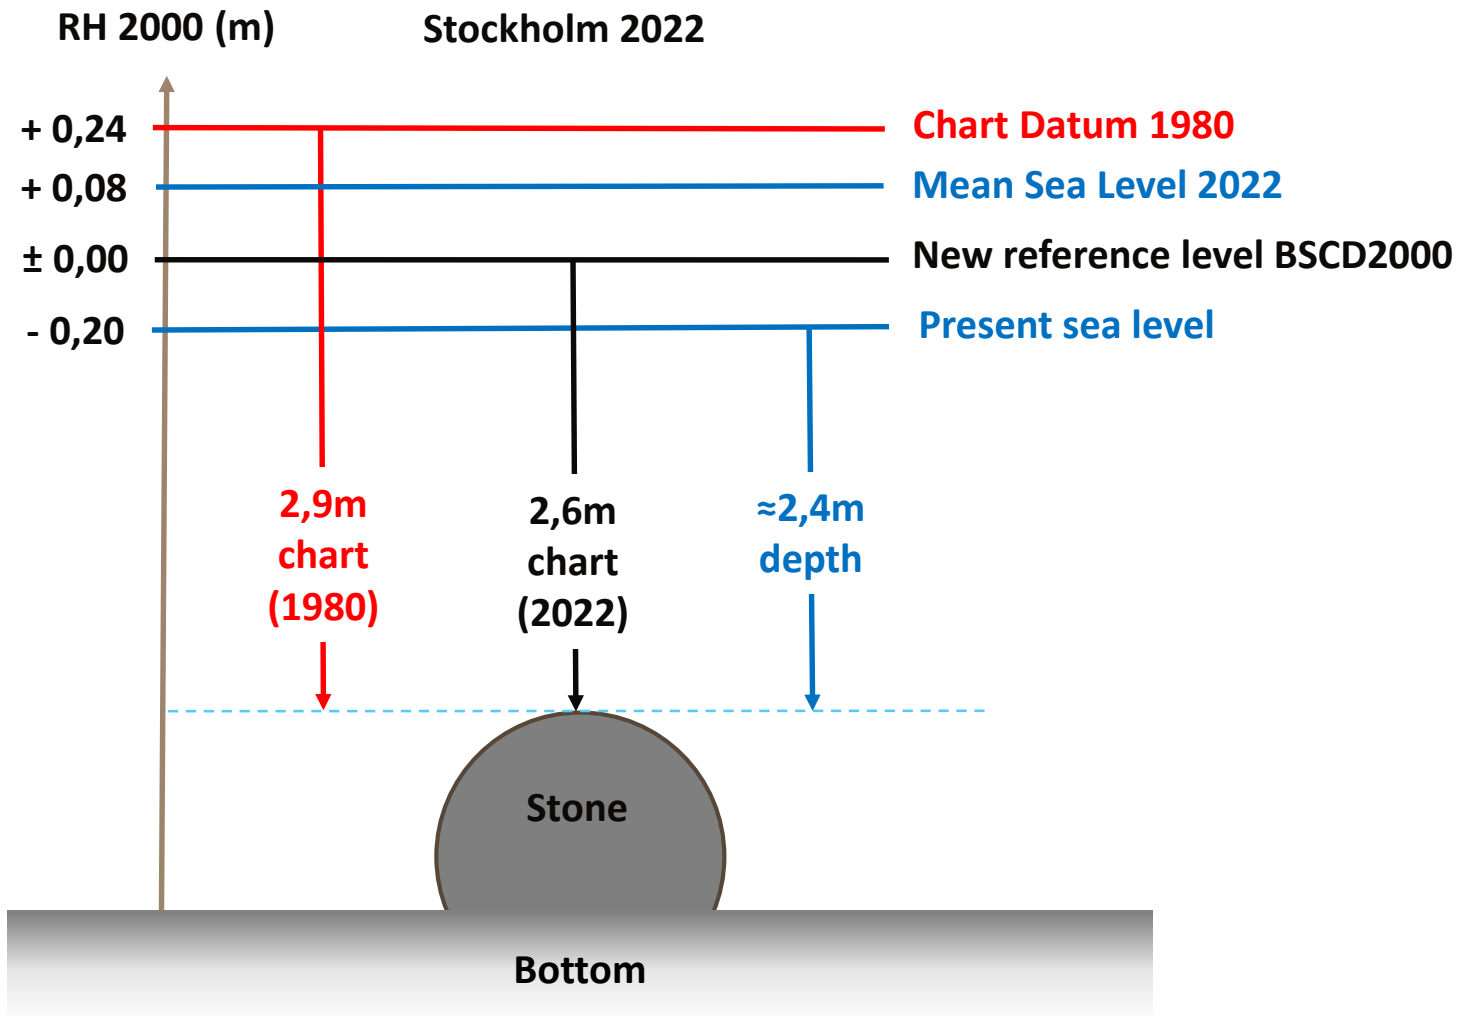 RH 2000 (m)
Stockholm 2022
+ 0,24
Chart Datum 1980
+ 0,08
Mean Sea Level 2022
± 0,00
New reference level BSCD2000
- 0,20
Present sea level
2,9m
chart
(1980)
2,6m
chart
(2022)
≈2,4m
depth
Stone
Bottom